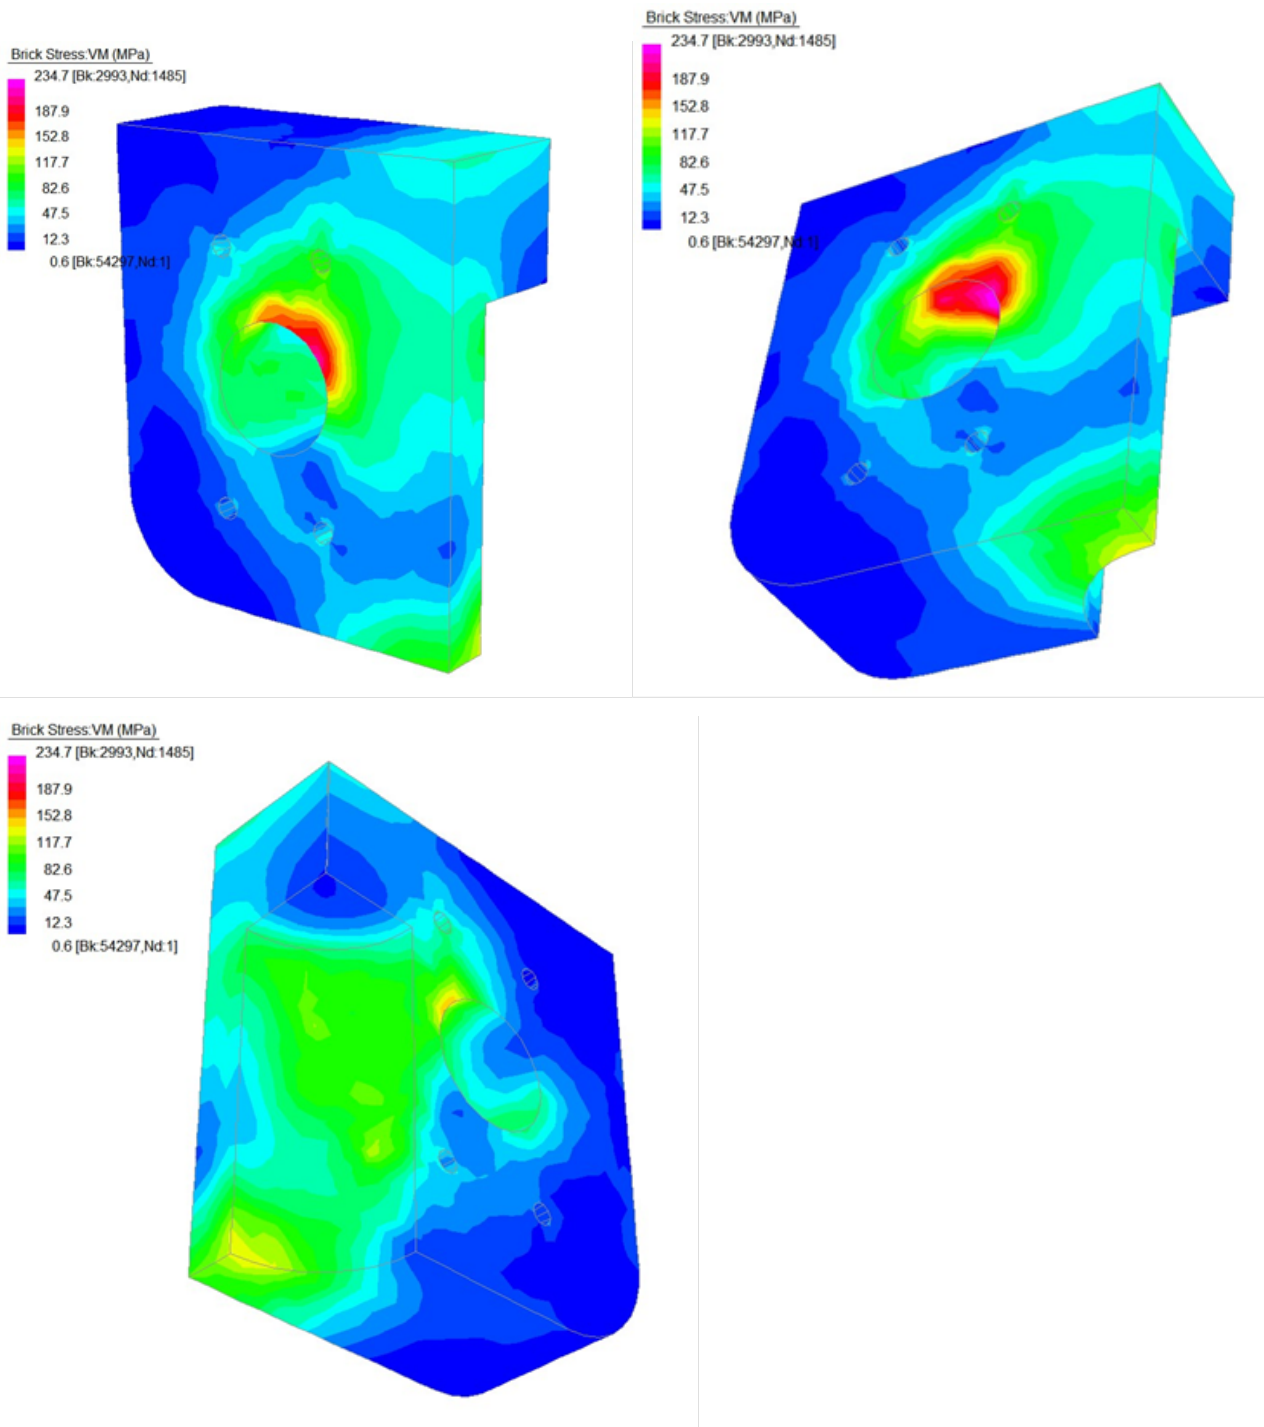 Brick Stress:VM (MPa)
234.7 [Bk:2993,Nd:1485]
187.9
152.8
117.7
82.6
47.5
12.3
0.6 [Bk:54297,Nd:1]
Brick Stress:VM (MPa)
234.7 [Bk:2993,Nd:1485]
187.9
152.8
117.7
82.6
47.5
12.3
0.6 [Bk:54297,Nd:1]
Brick Stress:VM (MPa)
234.7 [Bk:2993,Nd:1485]
187.9
152.8
117.7
82.6
47.5
12.3
0.6 [Bk:54297,Nd:1]